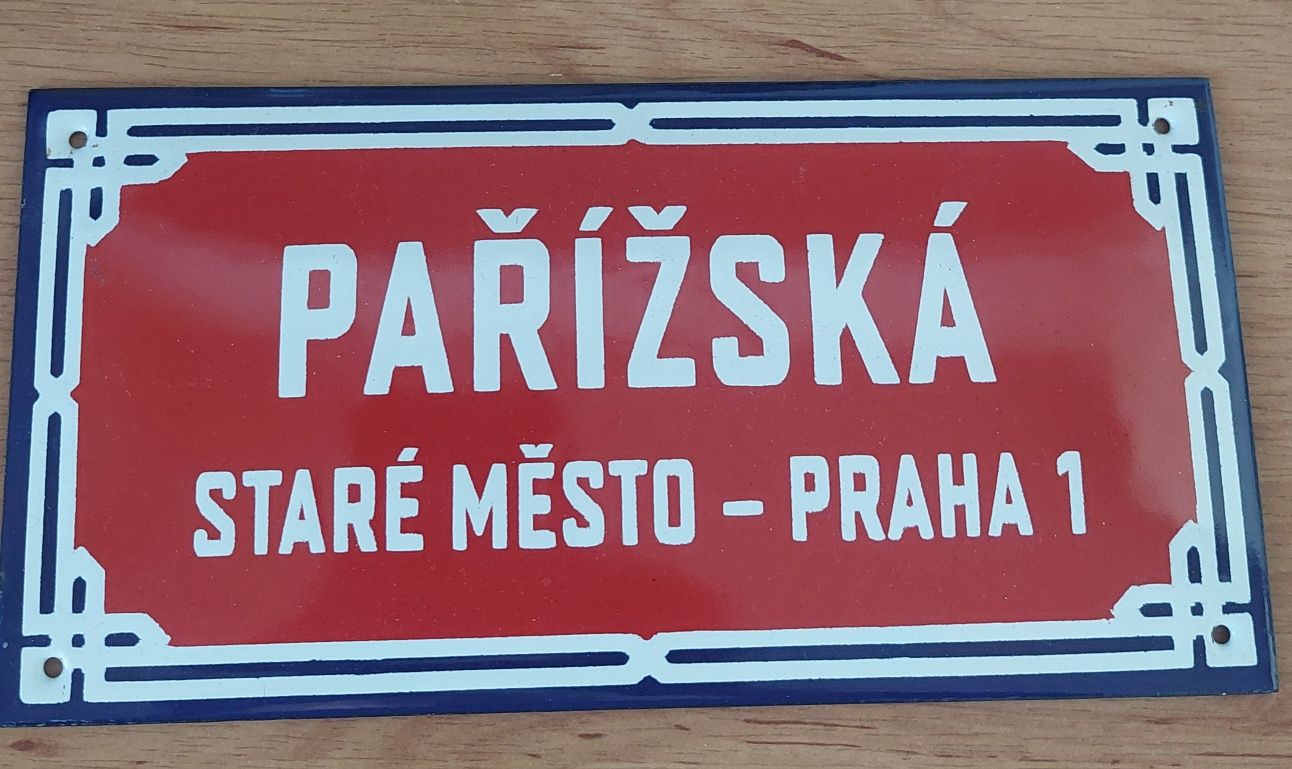 PAŘÍŽSKÁ
STARÉ MĚSTO – PRAHA 1